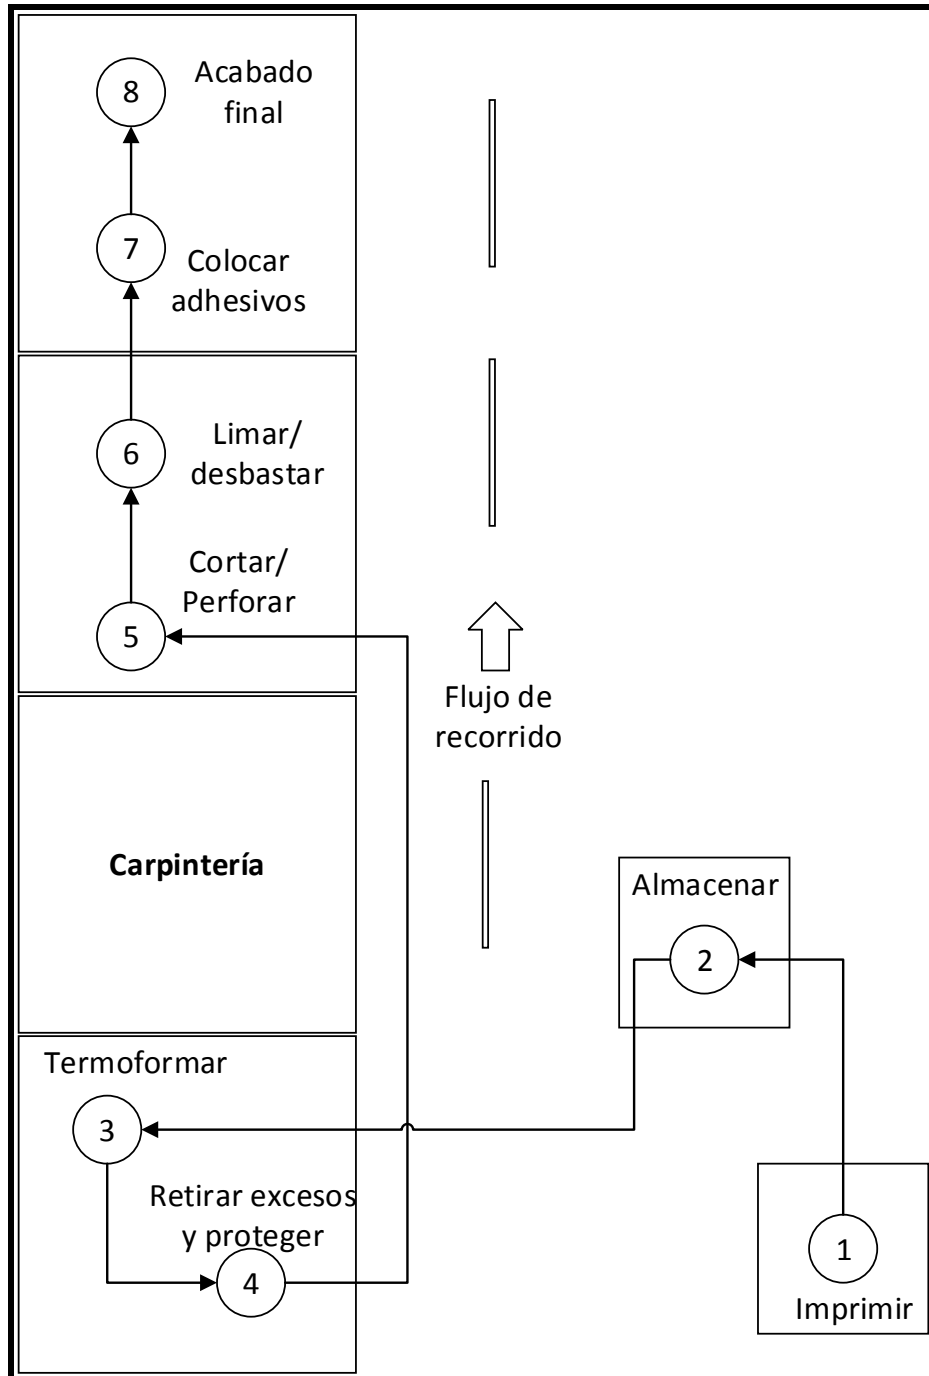 8
Acabado
final
7
Colocar
adhesivos
6
Limar/
desbastar
Cortar/
Perforar
5
Flujo de
recorrido
Carpintería
Almacenar
2
Termoformar
3
Retirar excesos
y proteger
4
1
Imprimir